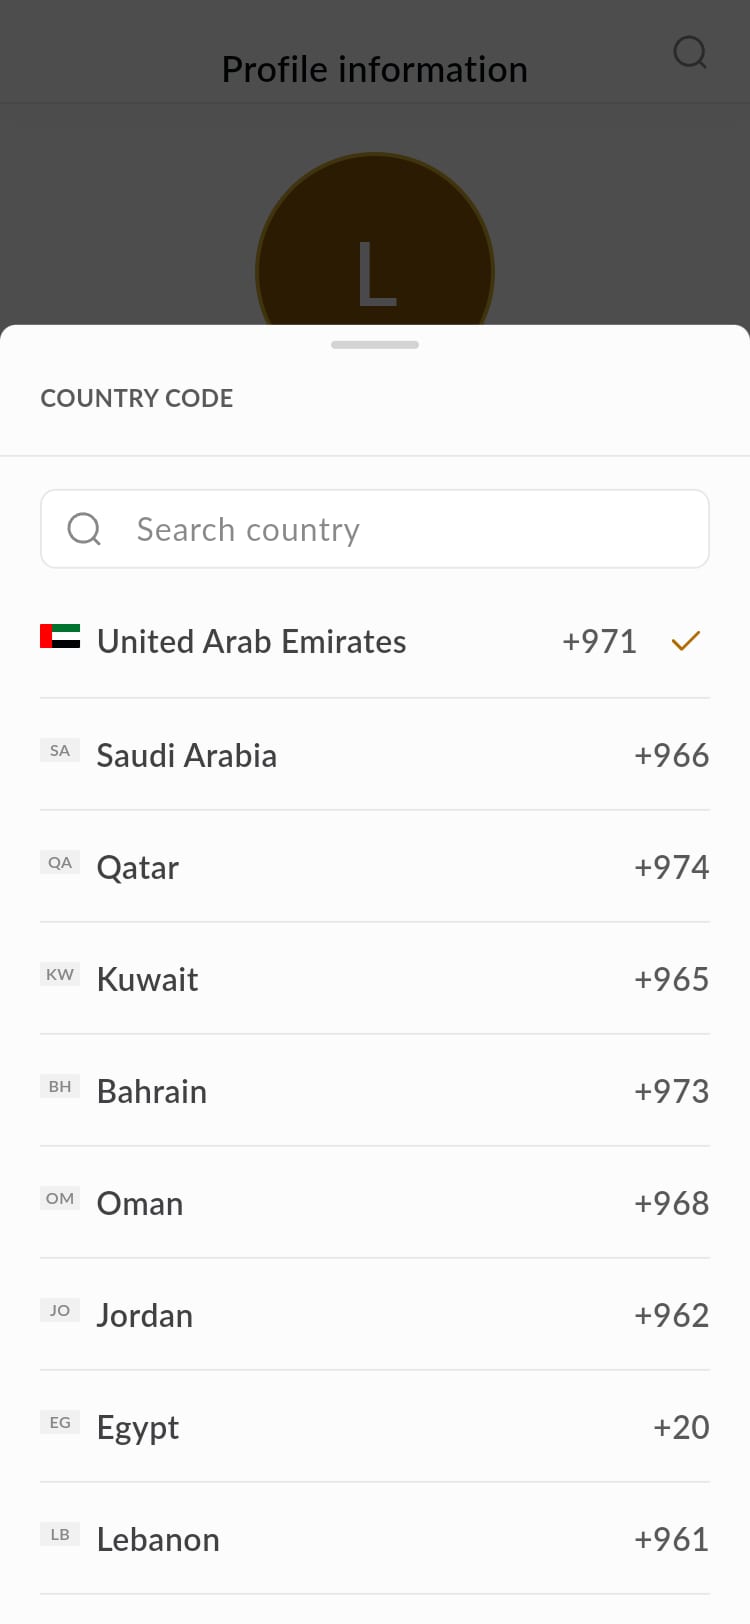 Profile information
L
COUNTRY CODE
Search country
United Arab Emirates +971
SA Saudi Arabia +966
QA Qatar +974
KW Kuwait +965
BH Bahrain +973
OM Oman +968
JO Jordan +962
EG Egypt +20
LB Lebanon +961